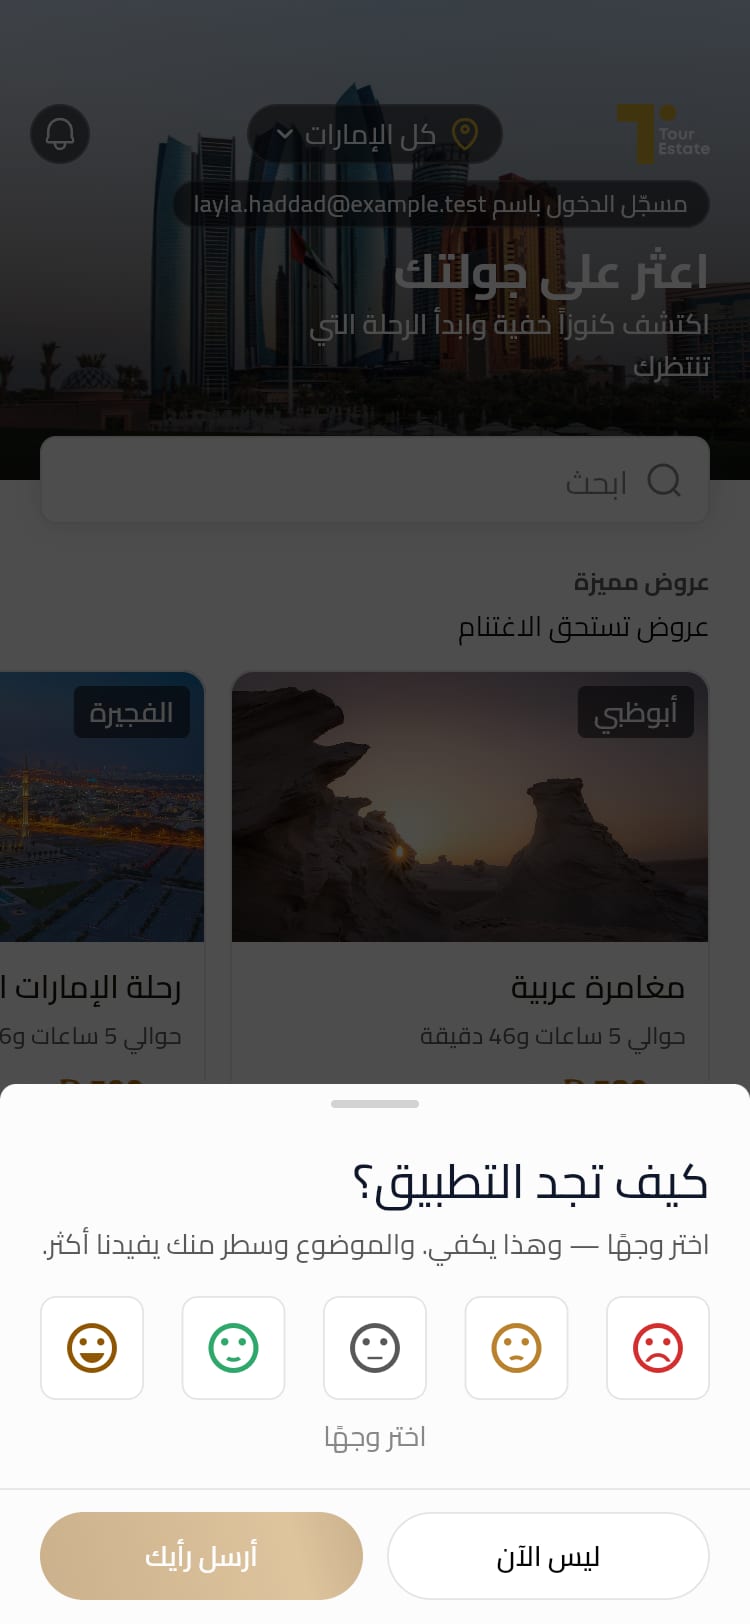 Tour
Estate
كل الإمارات
مسجّل الدخول باسم layla.haddad@example.test
اعثر على جولتك
اكتشف كنوزاً خفية وابدأ الرحلة التي
تنتظرك
ابحث
عروض مميزة
عروض تستحق الاغتنام
أبوظبي
الفجيرة
مغامرة عربية
رحلة الإمارات
حوالي 5 ساعات و46 دقيقة
حوالي 5 ساعات و6
كيف تجد التطبيق؟
اختر وجهًا — وهذا يكفي. والموضوع وسطر منك يفيدنا أكثر.
اختر وجهًا
ليس الآن
أرسل رأيك